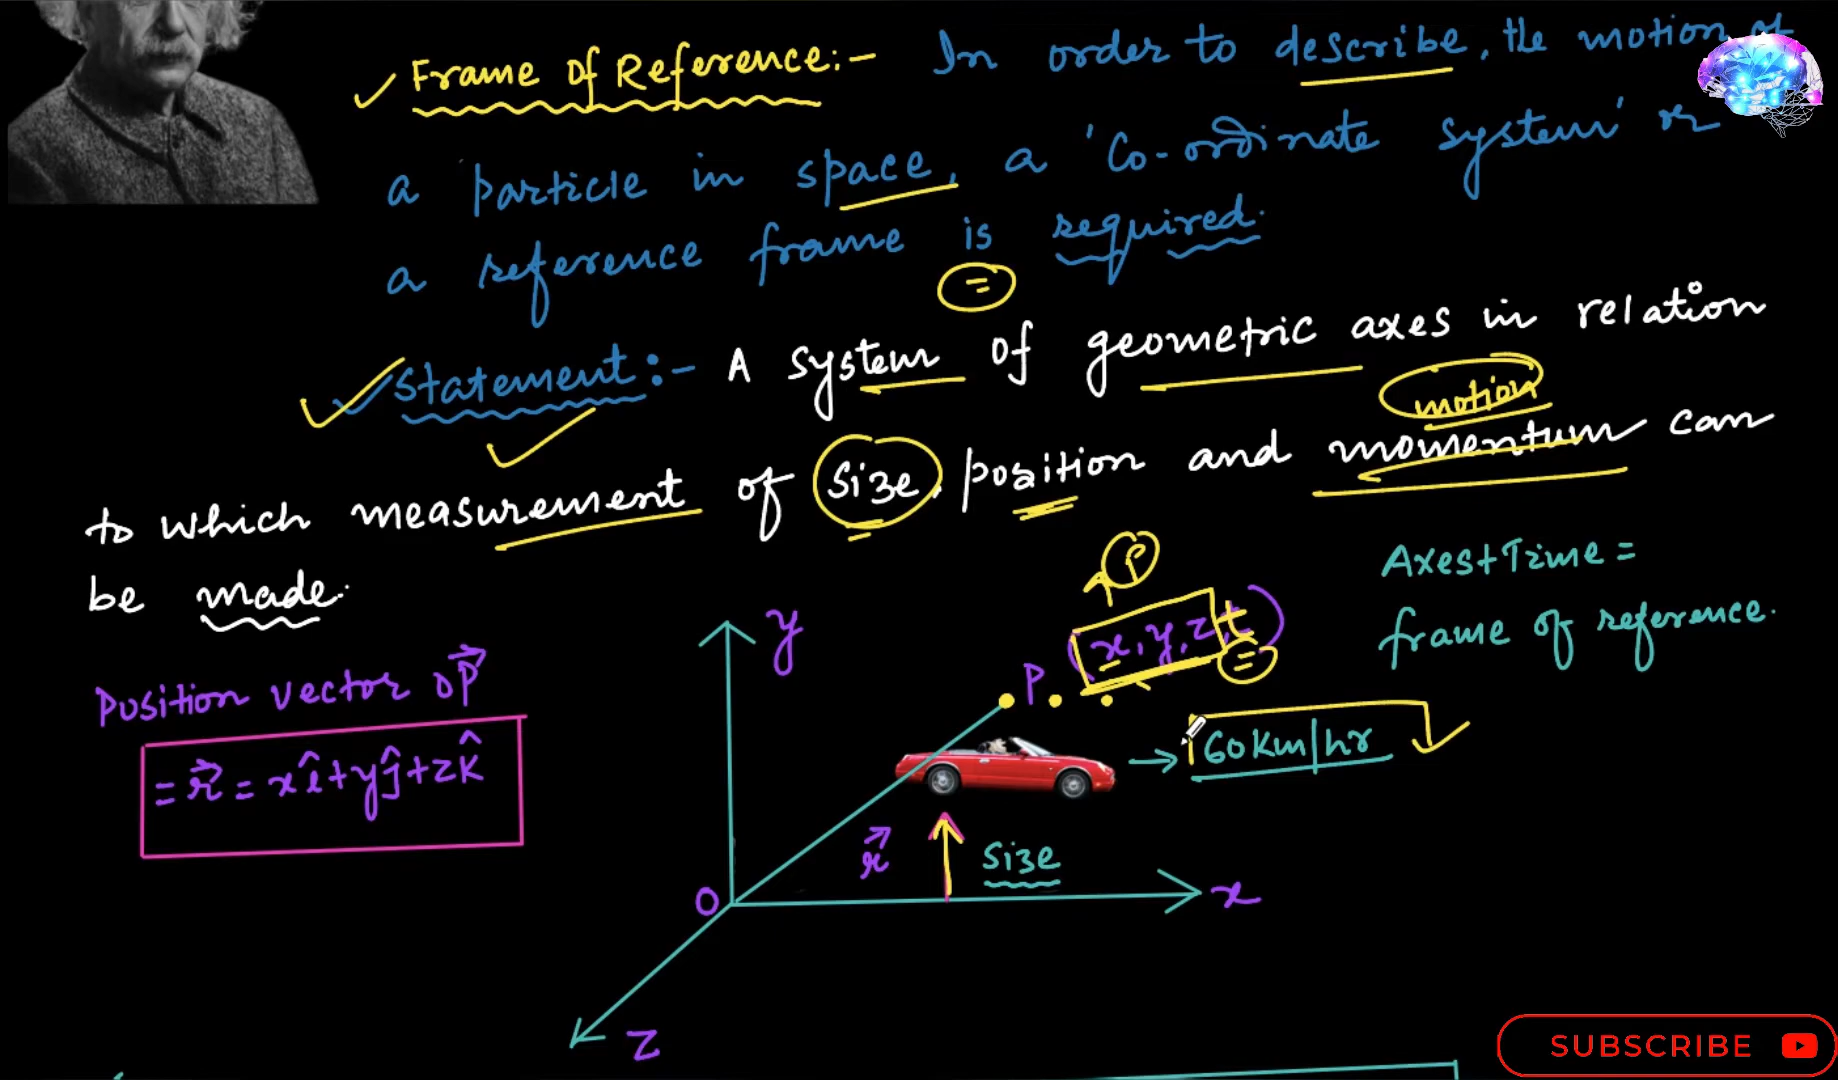 Frame of Reference:- In order to describe, the motion of
a particle in space, a 'Co-ordinate system' or
a reference frame is required.
=
Statement:- A system of geometric axes in relation
motion
to which measurement of size, position and momentum can
be made.
P
Axes+Time =
frame of reference.
y
(x, y, z, t)
=
P
Position vector of P⃗
= r⃗ = xî+yĵ+zk̂
→ 60Km/hr
r⃗
Size
O
x
z
SUBSCRIBE